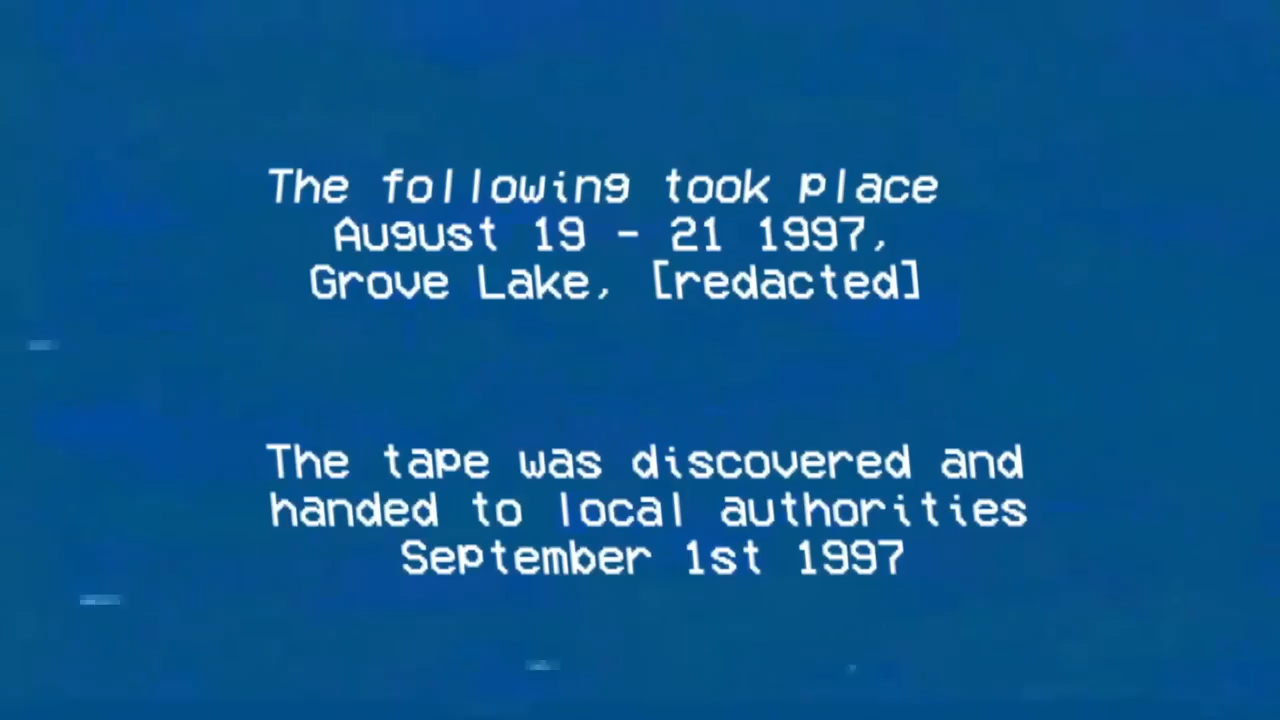 The following took place
August 19 - 21 1997,
Grove Lake, [redacted]
The tape was discovered and
handed to local authorities
September 1st 1997